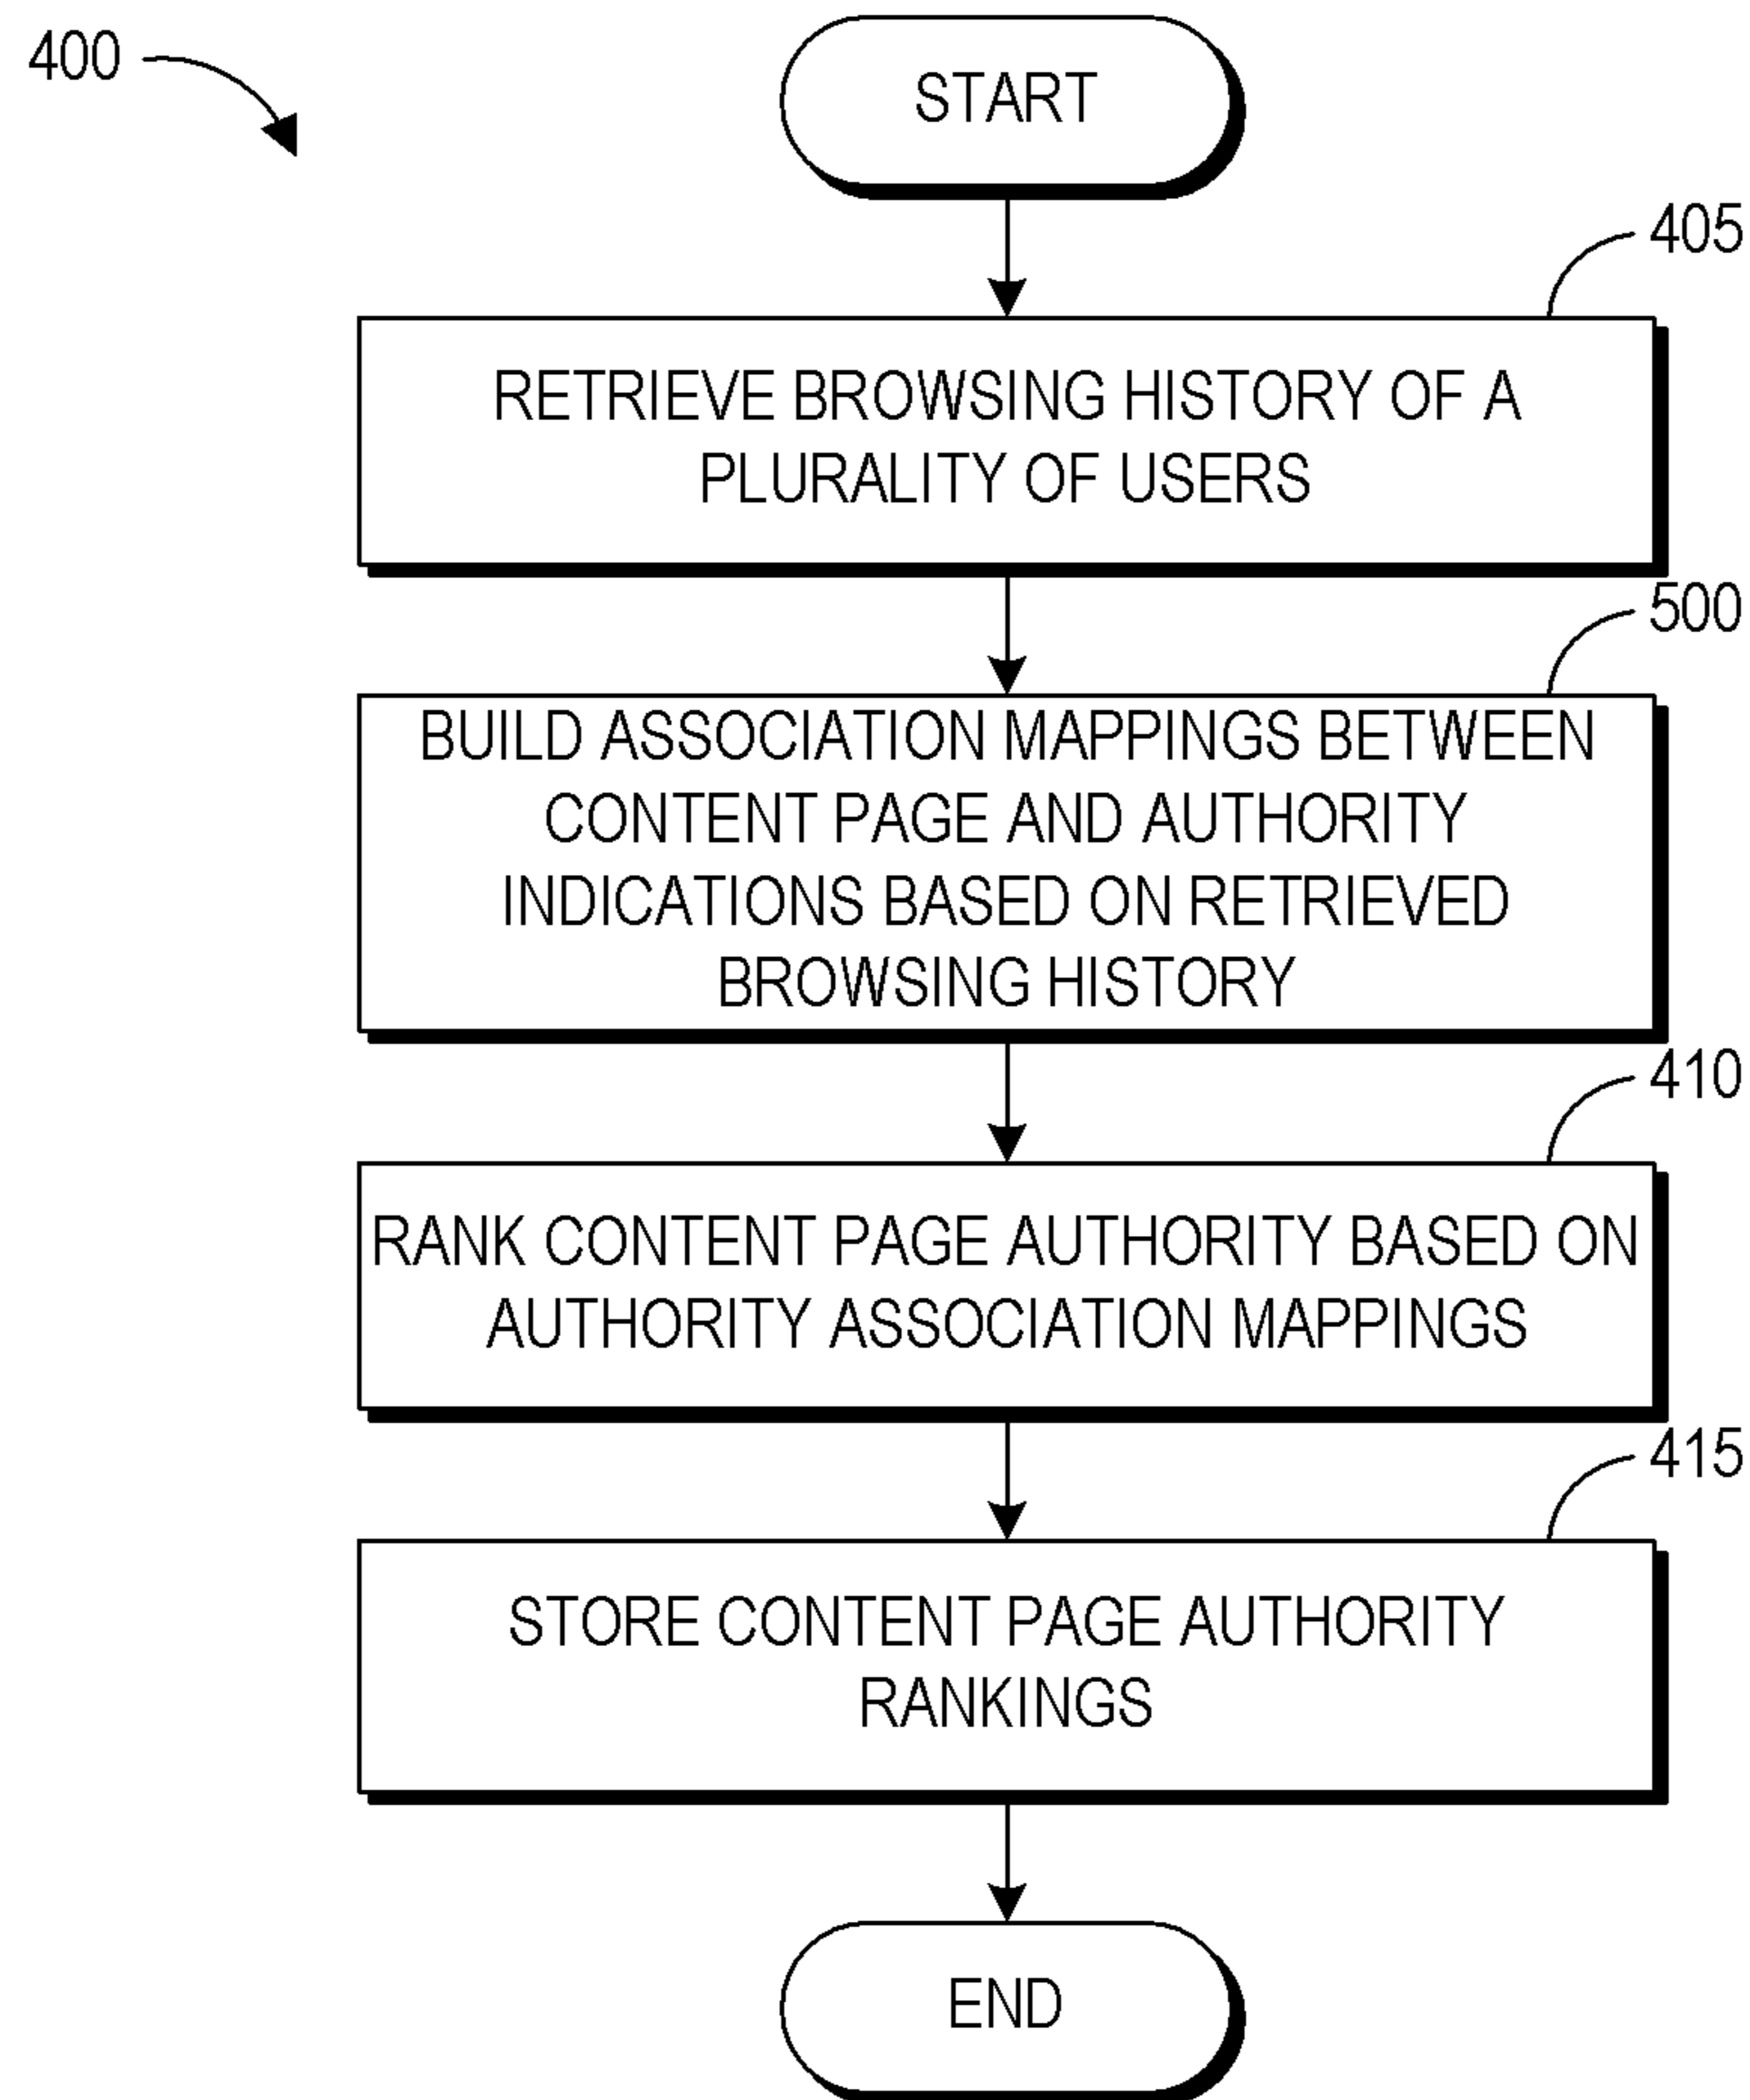 400
START
405
RETRIEVE BROWSING HISTORY OF A
PLURALITY OF USERS
500
BUILD ASSOCIATION MAPPINGS BETWEEN
CONTENT PAGE AND AUTHORITY
INDICATIONS BASED ON RETRIEVED
BROWSING HISTORY
410
RANK CONTENT PAGE AUTHORITY BASED ON
AUTHORITY ASSOCIATION MAPPINGS
415
STORE CONTENT PAGE AUTHORITY
RANKINGS
END